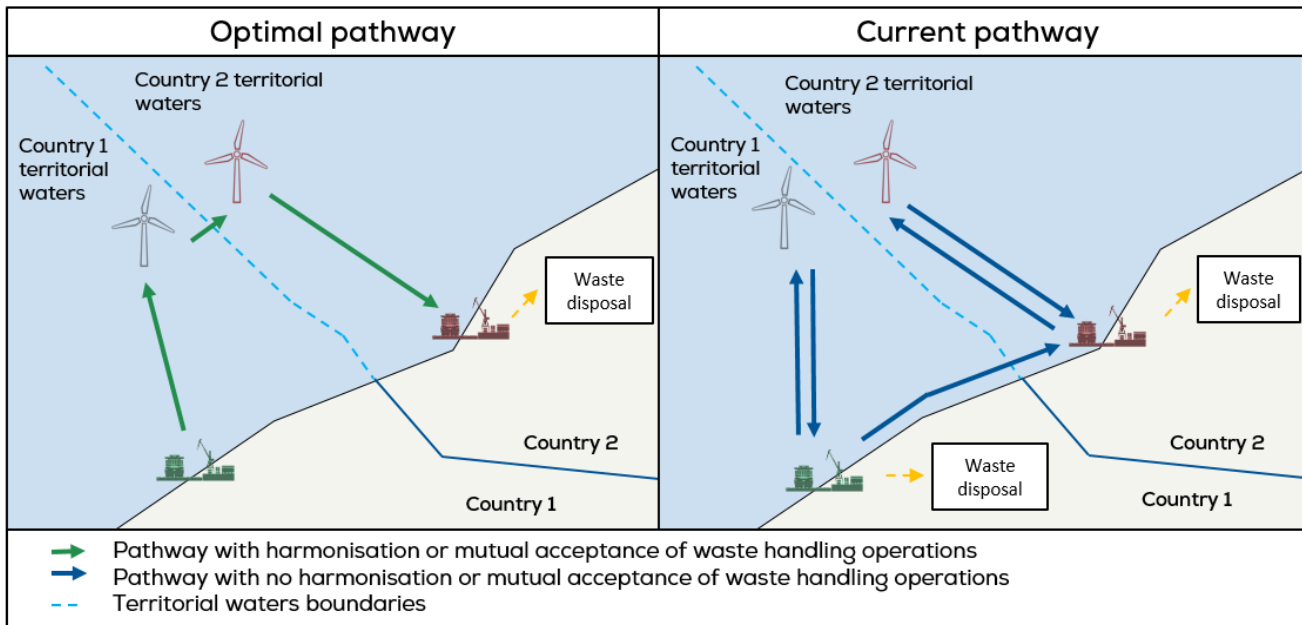 Optimal pathway
Country 2 territorial
waters
Country 1
territorial
waters
Waste
disposal
Country 2
Country 1
Current pathway
Country 2 territorial
waters
Country 1
territorial
waters
Waste
disposal
Country 2
Waste
disposal
Country 1
Pathway with harmonisation or mutual acceptance of waste handling operations
Pathway with no harmonisation or mutual acceptance of waste handling operations
Territorial waters boundaries